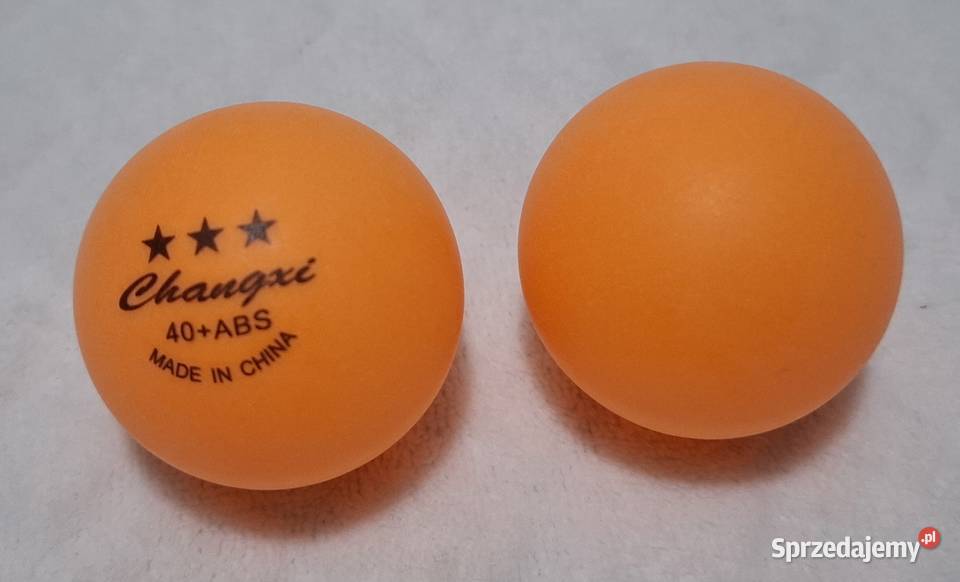 ★★★
Changxi
40+ABS
MADE IN CHINA
Sprzedajemy.pl